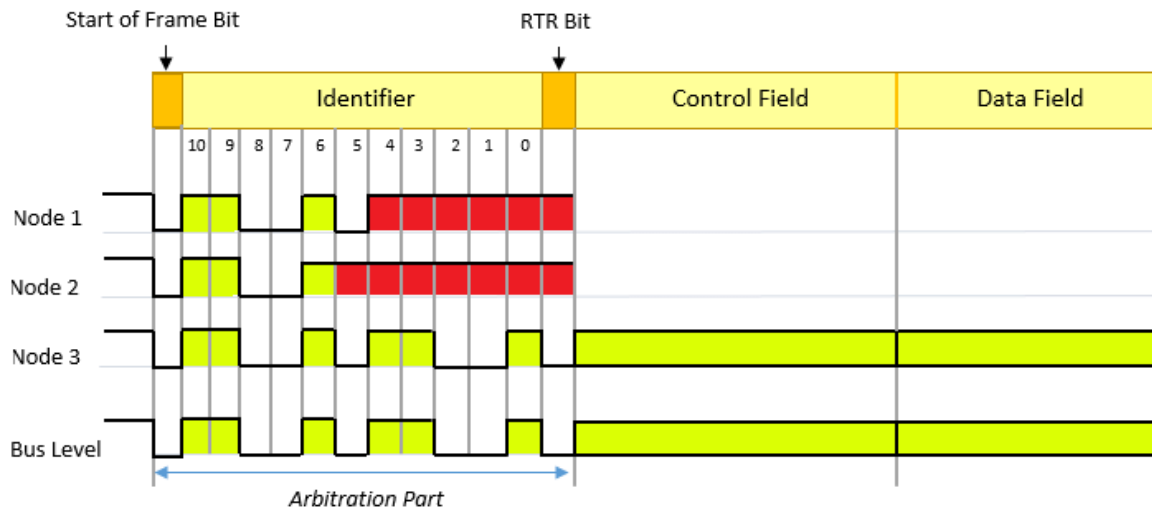 Start of Frame Bit RTR Bit
Identifier Control Field Data Field
10 9 8 7 6 5 4 3 2 1 0
Node 1
Node 2
Node 3
Bus Level
Arbitration Part